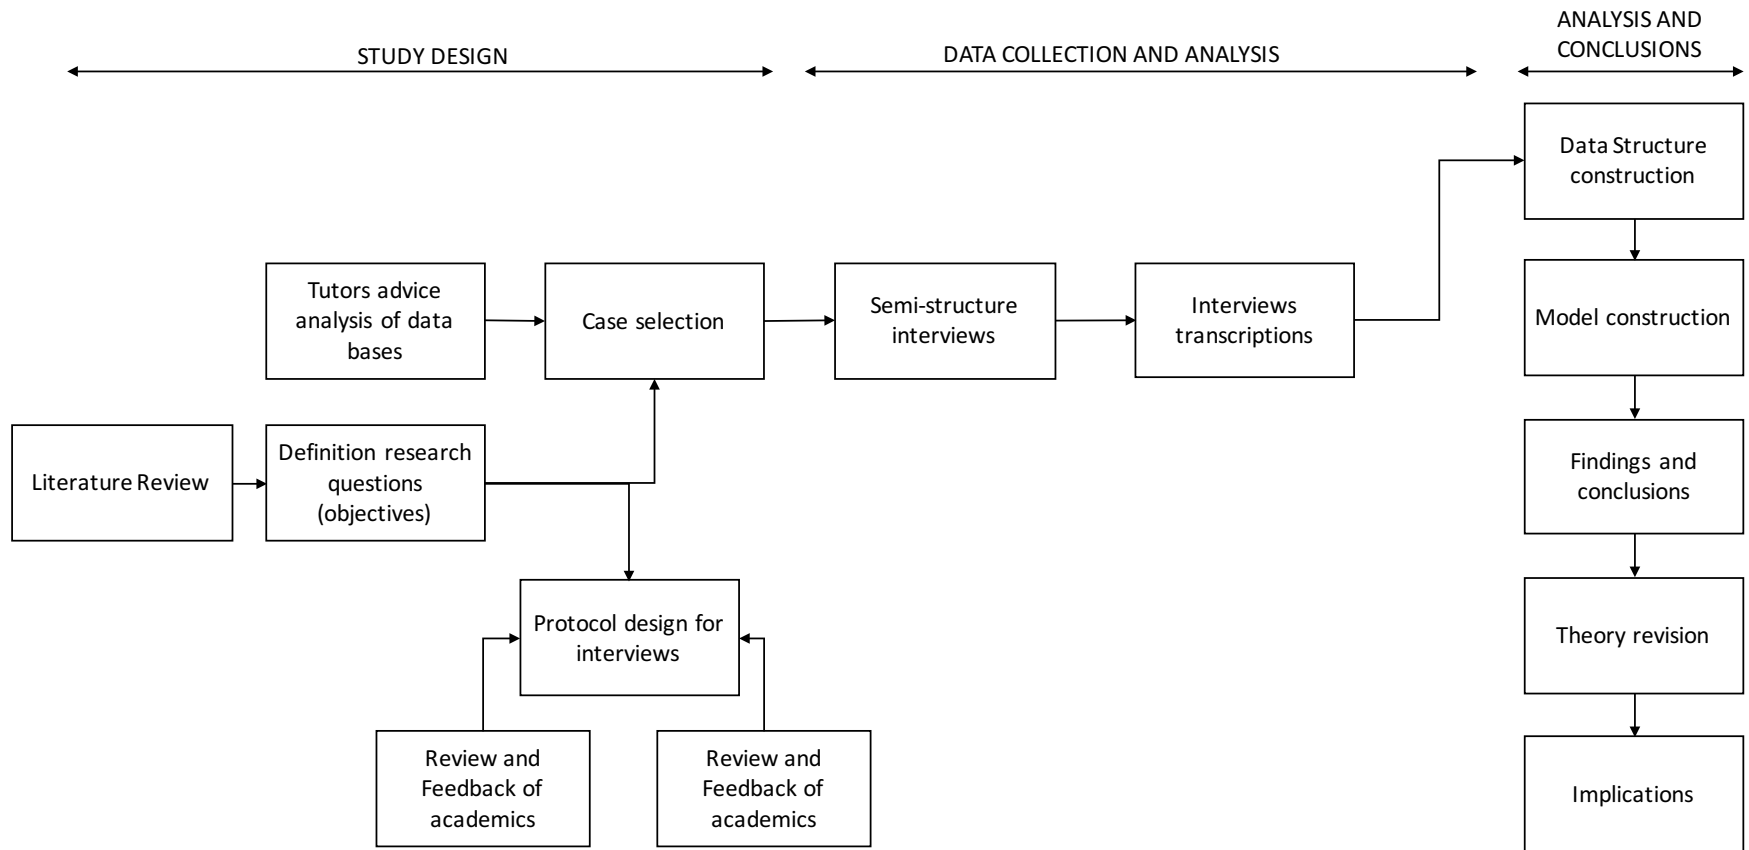 STUDY DESIGN
DATA COLLECTION AND ANALYSIS
ANALYSIS AND
CONCLUSIONS
Data Structure
construction
Tutors advice
analysis of data
bases
Case selection
Semi-structure
interviews
Interviews
transcriptions
Model construction
Literature Review
Definition research
questions
(objectives)
Findings and
conclusions
Protocol design for
interviews
Theory revision
Review and
Feedback of
academics
Review and
Feedback of
academics
Implications